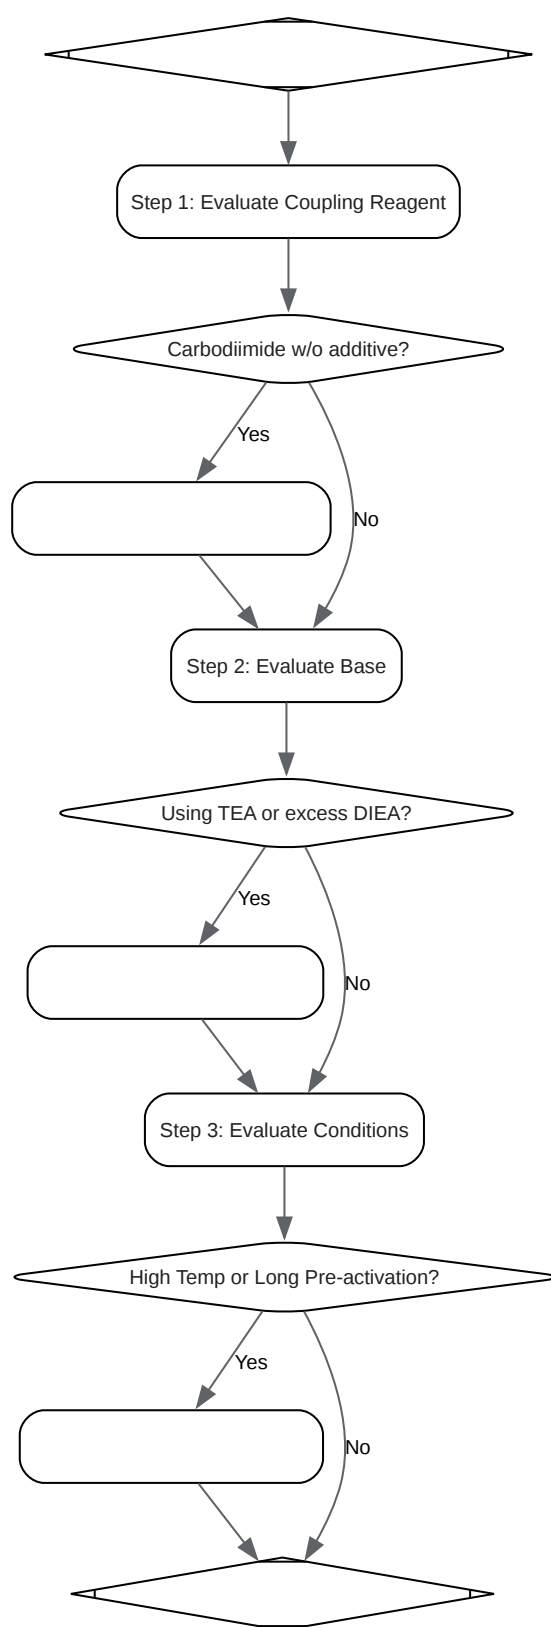 Step 1: Evaluate Coupling Reagent
Carbodiimide w/o additive?
Yes
No
Step 2: Evaluate Base
Using TEA or excess DIEA?
Yes
No
Step 3: Evaluate Conditions
High Temp or Long Pre-activation?
Yes
No